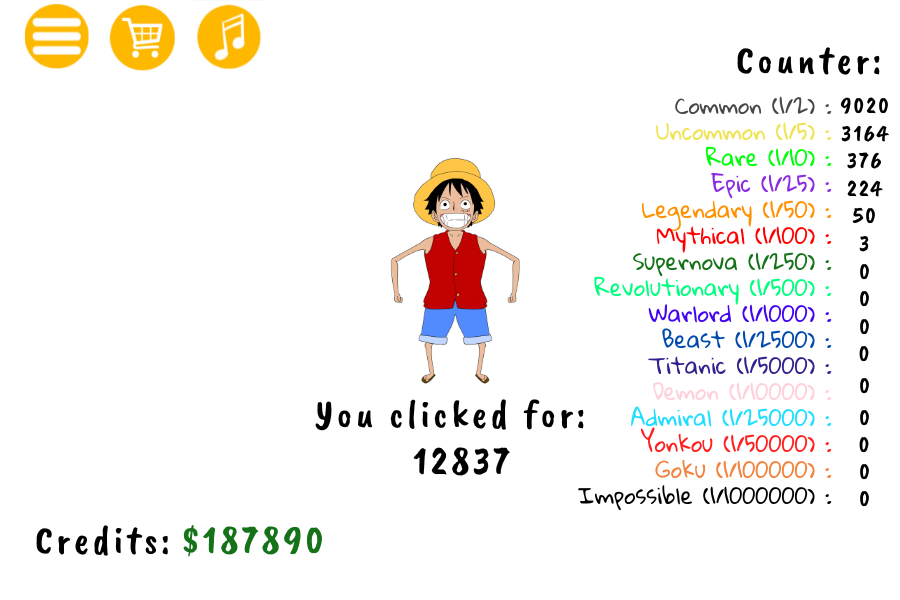 Counter:
Common (1/2) : 9020
Uncommon (1/5) : 3164
Rare (1/10) : 376
Epic (1/25) : 224
Legendary (1/50) : 50
Mythical (1/100) : 3
Supernova (1/250) : 0
Revolutionary (1/500) : 0
Warlord (1/1000) : 0
Beast (1/2500) : 0
Titanic (1/5000) : 0
Demon (1/10000) : 0
Admiral (1/25000) : 0
Yonkou (1/50000) : 0
Goku (1/100000) : 0
Impossible (1/1000000) : 0
You clicked for:
12837
Credits: $187890